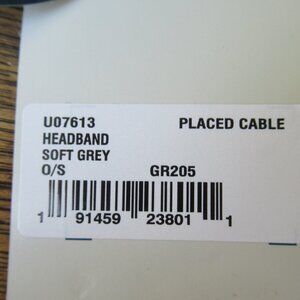 U07613 PLACED CABLE
HEADBAND
SOFT GREY
O/S GR205
1 91459 23801 1